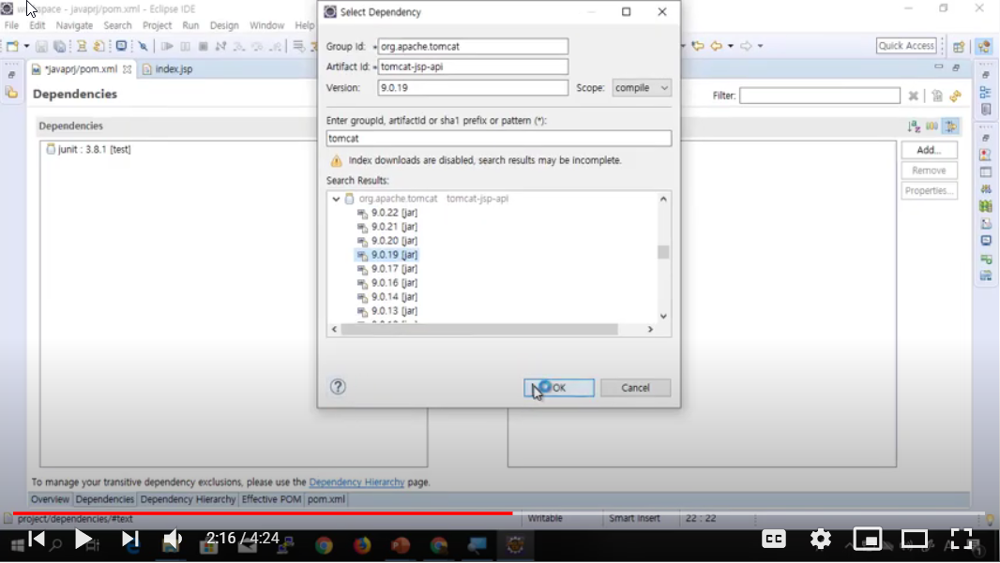 workspace - javaprj/pom.xml - Eclipse IDE
File Edit Navigate Search Project Run Design Window Help
Quick Access
*javaprj/pom.xml index.jsp
Dependencies
Filter:
Dependencies
junit : 3.8.1 [test]
Add...
Remove
Properties...
Select Dependency
Group Id: * org.apache.tomcat
Artifact Id: * tomcat-jsp-api
Version: 9.0.19 Scope: compile
Enter groupId, artifactId or sha1 prefix or pattern (*):
tomcat
Index downloads are disabled, search results may be incomplete.
Search Results:
org.apache.tomcat tomcat-jsp-api
9.0.22 [jar]
9.0.21 [jar]
9.0.20 [jar]
9.0.19 [jar]
9.0.17 [jar]
9.0.16 [jar]
9.0.14 [jar]
9.0.13 [jar]
OK Cancel
To manage your transitive dependency exclusions, please use the Dependency Hierarchy page.
Overview Dependencies Dependency Hierarchy Effective POM pom.xml
project/dependencies/#text Writable Smart Insert 22 : 22
2:16 / 4:24
CC